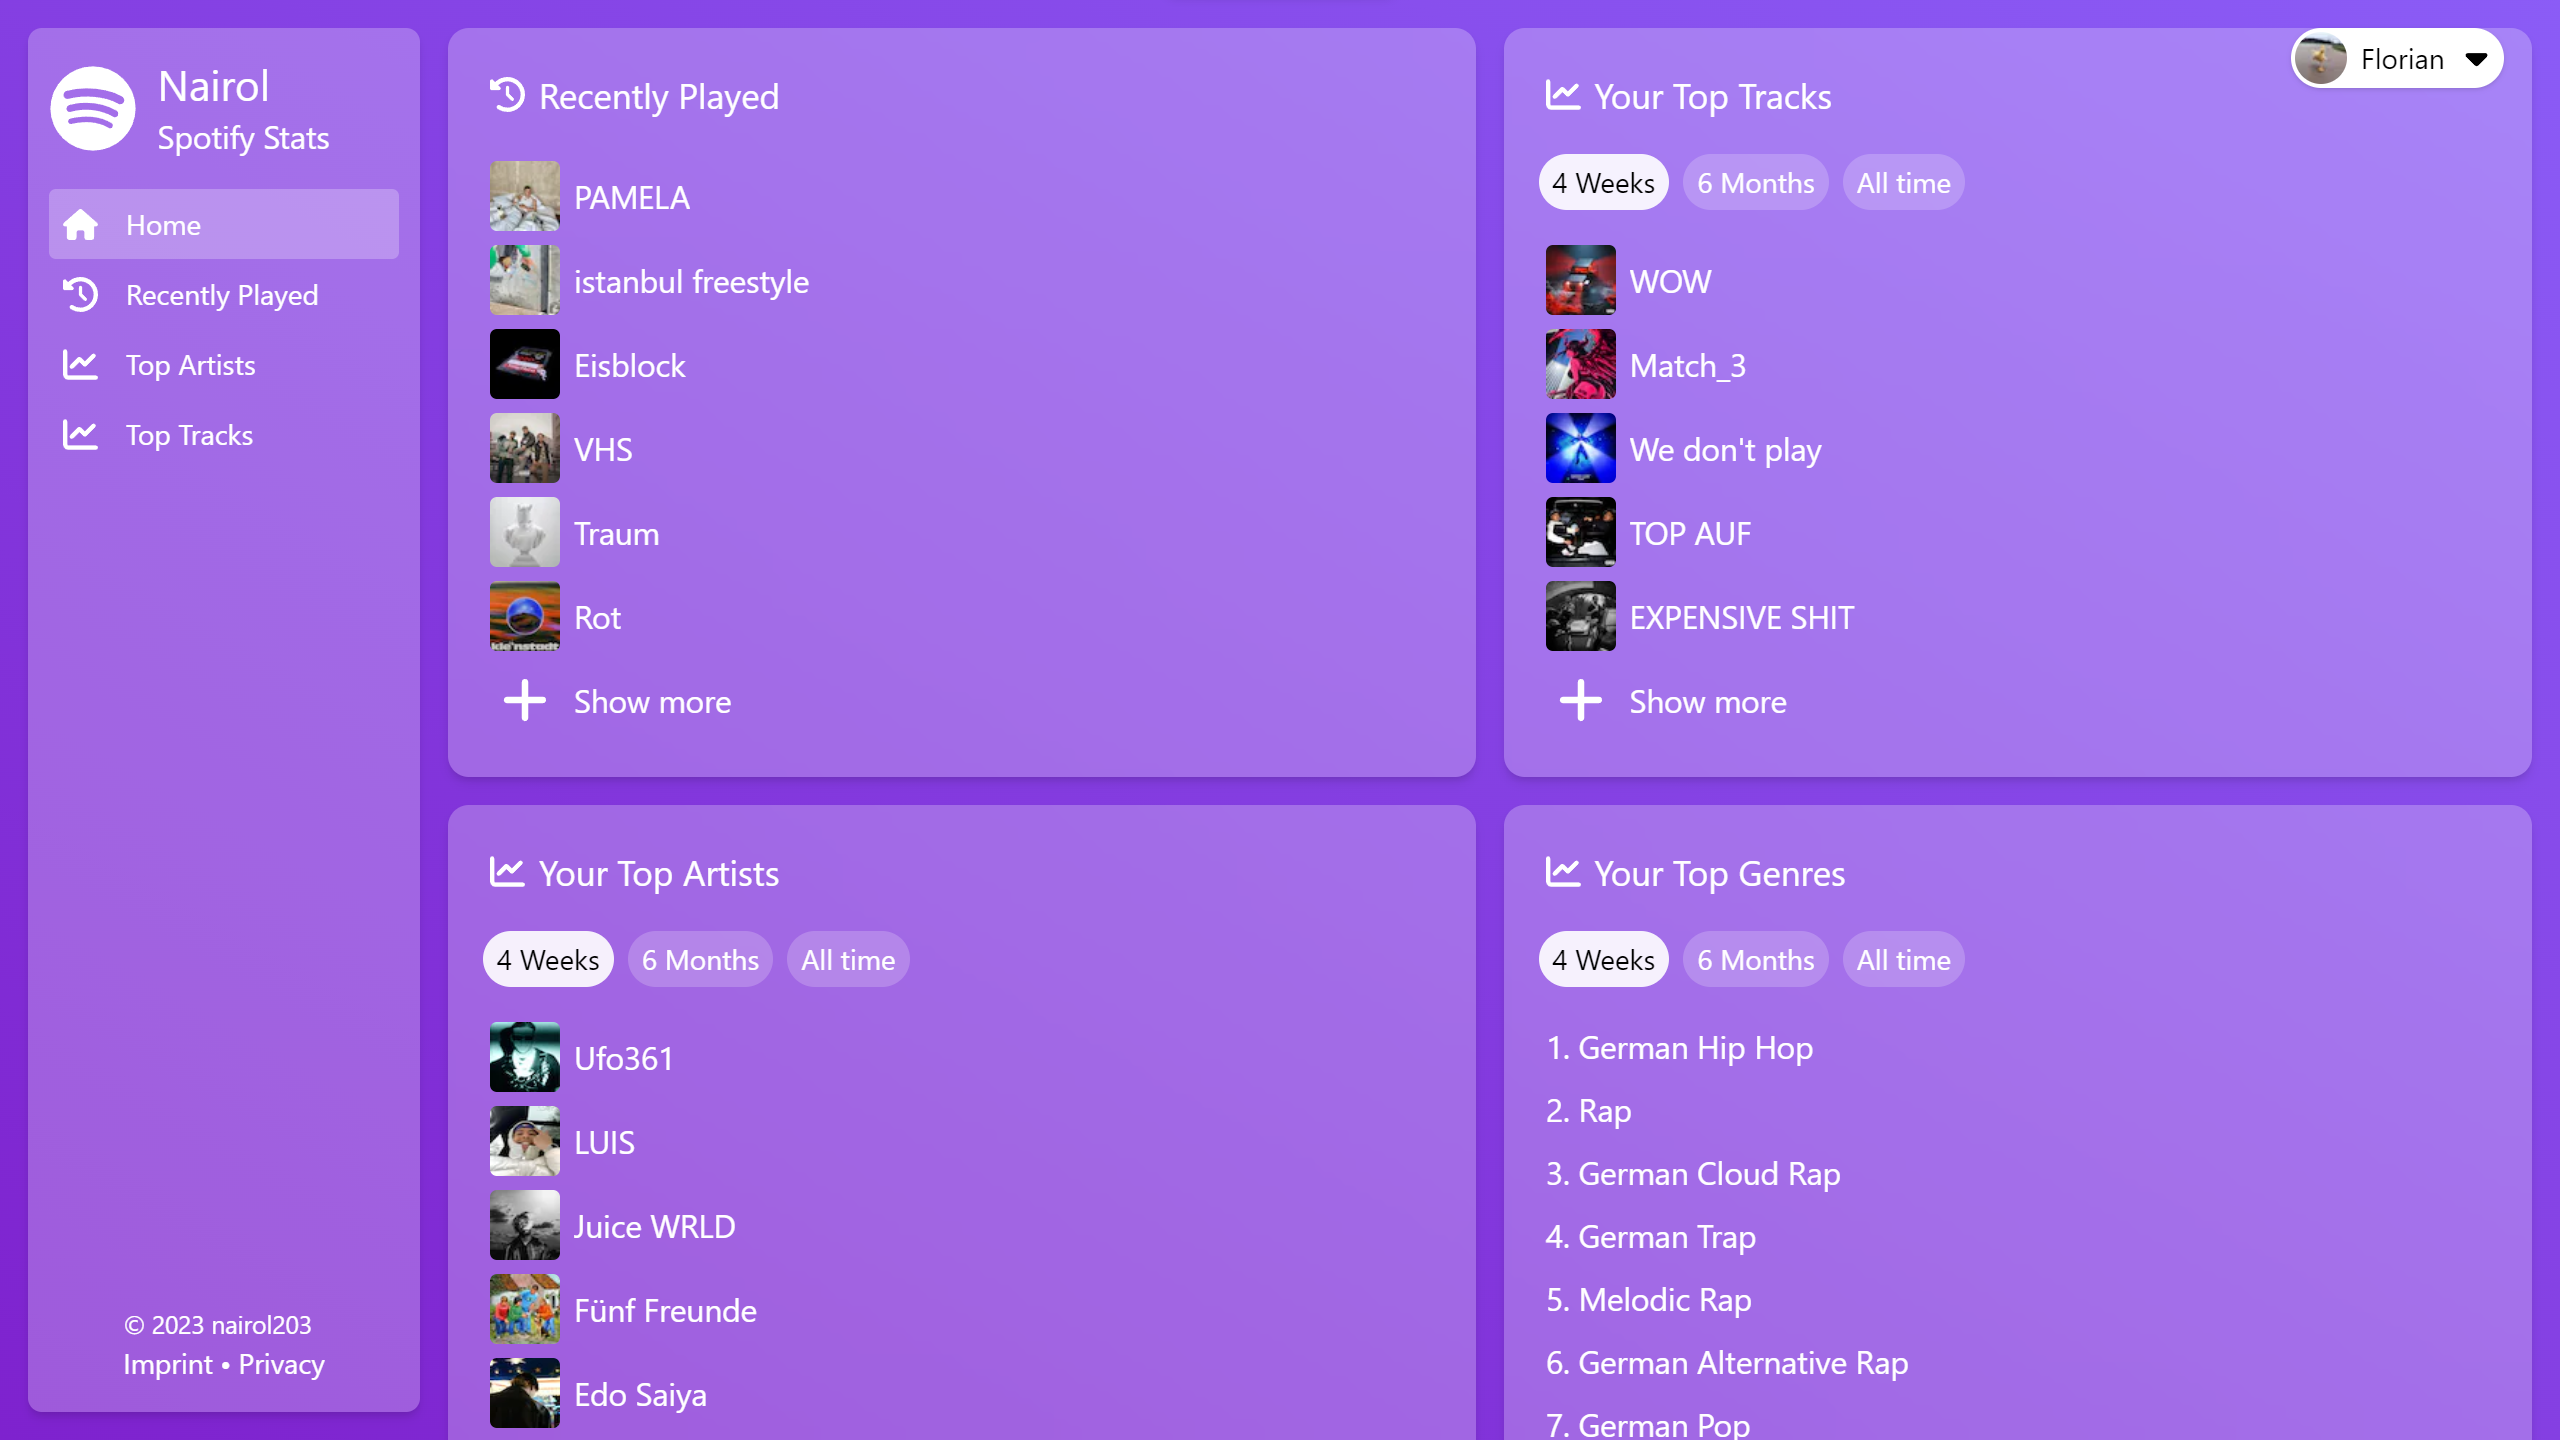 Nairol
Spotify Stats
Home
Recently Played
Top Artists
Top Tracks
© 2023 nairol203
Imprint • Privacy
Recently Played
PAMELA
istanbul freestyle
Eisblock
VHS
Traum
Rot
Show more
Florian
Your Top Tracks
4 Weeks 6 Months All time
WOW
Match_3
We don't play
TOP AUF
EXPENSIVE SHIT
Show more
Your Top Artists
4 Weeks 6 Months All time
Ufo361
LUIS
Juice WRLD
Fünf Freunde
Edo Saiya
Your Top Genres
4 Weeks 6 Months All time
1. German Hip Hop
2. Rap
3. German Cloud Rap
4. German Trap
5. Melodic Rap
6. German Alternative Rap
7. German Pop